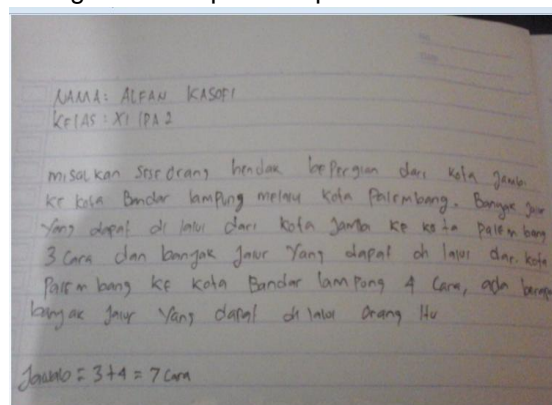 NAMA: ALFAN KASOFI
KELAS: XI IPA 2
misalkan seseorang hendak bepergian dari kota Jambi
ke kota Bandar lampung melalui kota Palembang. Banyak jalur
yang dapat di lalui dari kota Jambi ke kota Palembang
3 cara dan banyak jalur yang dapat di lalui dari kota
Palembang ke kota Bandar lampung 4 cara, ada berapa
banyak jalur yang dapat di lalui orang itu
Jawab = 3+4 = 7 cara